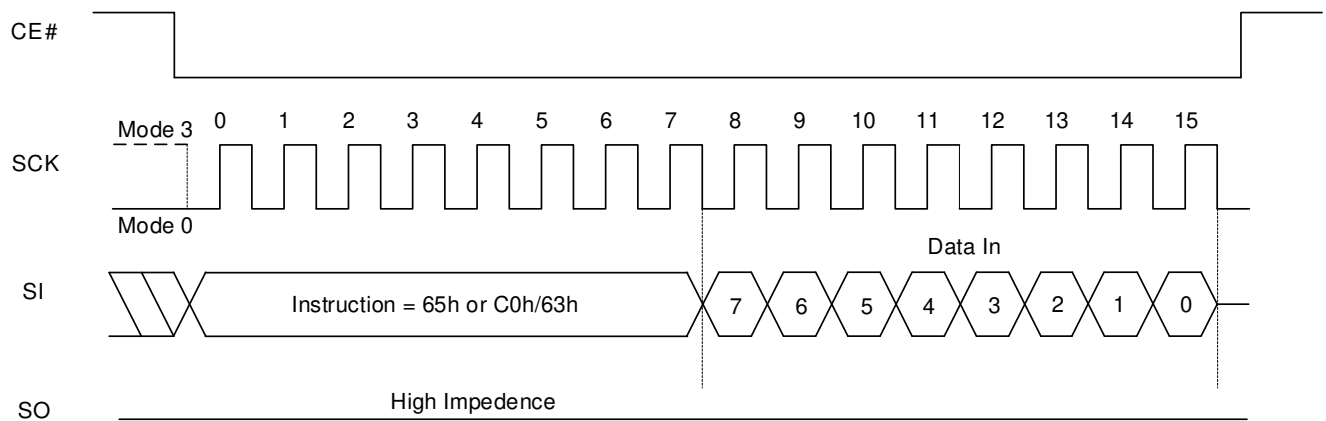 CE#
Mode 3 0 1 2 3 4 5 6 7 8 9 10 11 12 13 14 15
SCK
Mode 0
Data In
SI Instruction = 65h or C0h/63h 7 6 5 4 3 2 1 0
High Impedence
SO